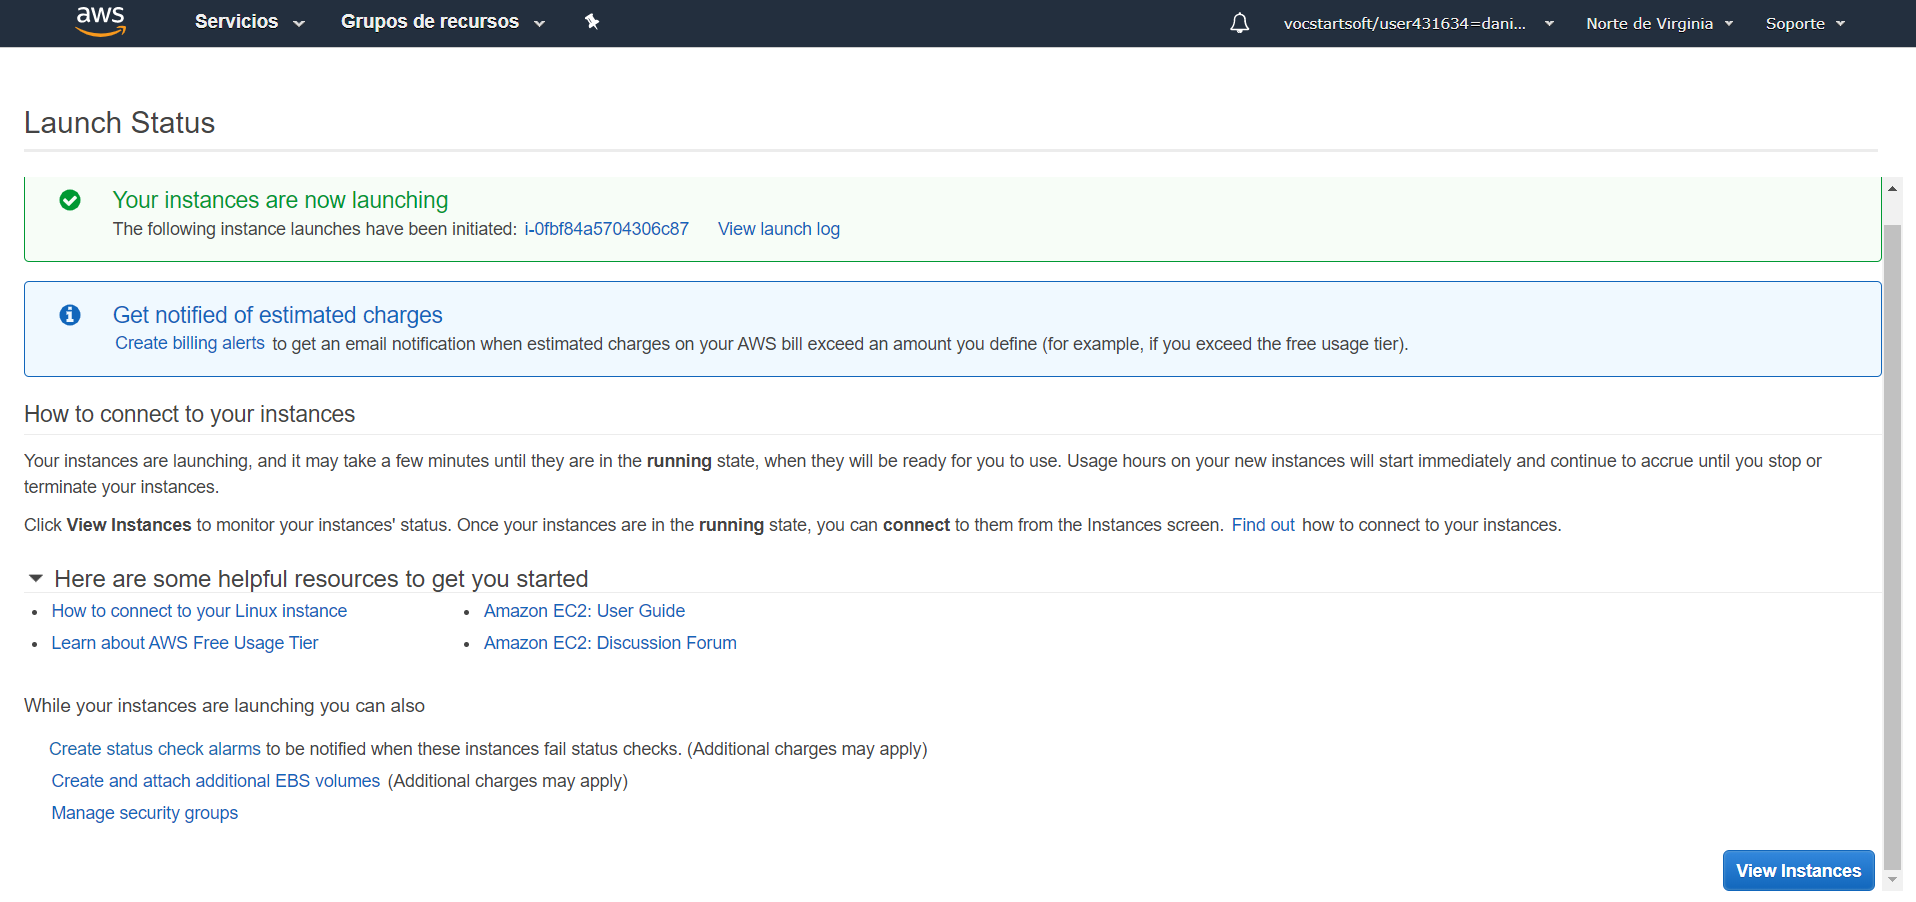 aws Servicios Grupos de recursos vocstartsoft/user431634=dani... Norte de Virginia Soporte
Launch Status
Your instances are now launching
The following instance launches have been initiated: i-0fbf84a5704306c87 View launch log
Get notified of estimated charges
Create billing alerts to get an email notification when estimated charges on your AWS bill exceed an amount you define (for example, if you exceed the free usage tier).
How to connect to your instances
Your instances are launching, and it may take a few minutes until they are in the running state, when they will be ready for you to use. Usage hours on your new instances will start immediately and continue to accrue until you stop or
terminate your instances.
Click View Instances to monitor your instances' status. Once your instances are in the running state, you can connect to them from the Instances screen. Find out how to connect to your instances.
Here are some helpful resources to get you started
• How to connect to your Linux instance • Amazon EC2: User Guide
• Learn about AWS Free Usage Tier • Amazon EC2: Discussion Forum
While your instances are launching you can also
Create status check alarms to be notified when these instances fail status checks. (Additional charges may apply)
Create and attach additional EBS volumes (Additional charges may apply)
Manage security groups
View Instances